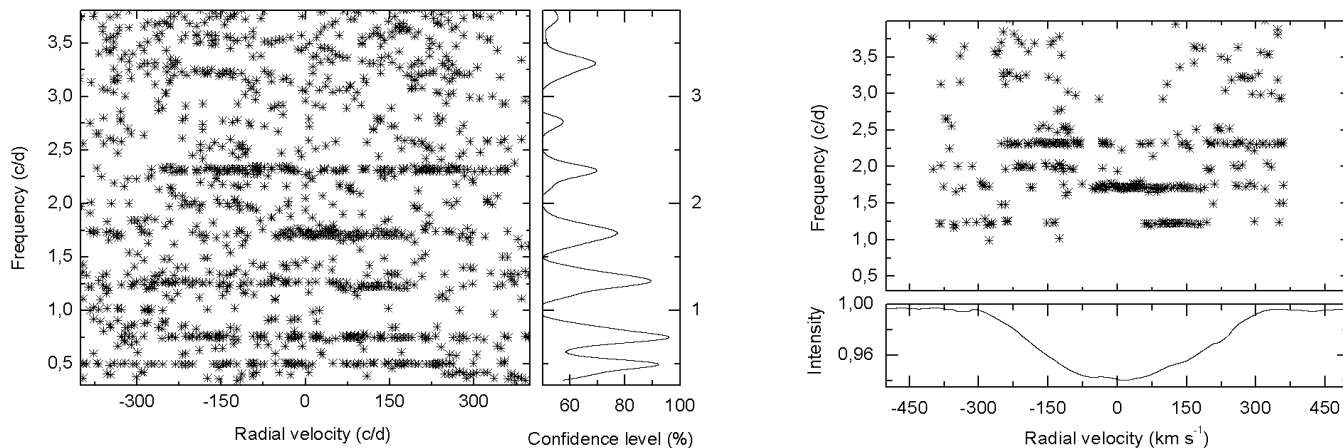 3,5
3,0
2,5
2,0
1,5
1,0
0,5
Frequency (c/d)
-300 -150 0 150 300
Radial velocity (c/d)
3
2
1
60 80 100
Confidence level (%)
3,5
3,0
2,5
2,0
1,5
1,0
0,5
Frequency (c/d)
1,00
0,96
Intensity
-450 -300 -150 0 150 300 450
Radial velocity (km s⁻¹)